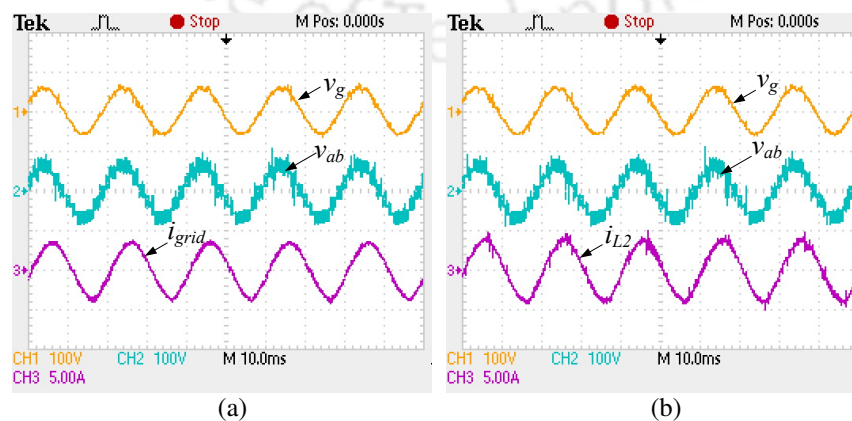 Tek Stop M Pos: 0.000s
v_g
1
v_ab
2
i_grid
3
CH1 100V CH2 100V M 10.0ms
CH3 5.00A
(a)
Tek Stop M Pos: 0.000s
v_g
1
v_ab
2
i_L2
3
CH1 100V CH2 100V M 10.0ms
CH3 5.00A
(b)